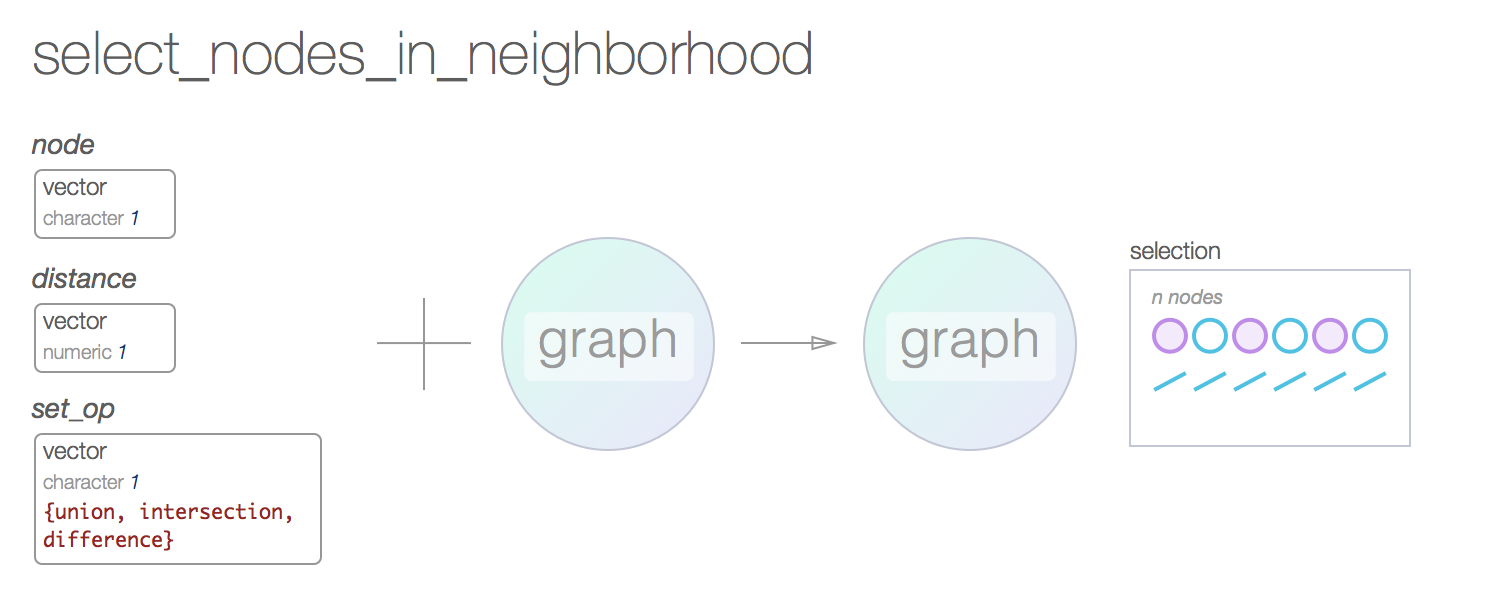 select_nodes_in_neighborhood
node
vector
character 1
distance
vector
numeric 1
set_op
vector
character 1
{union, intersection,
difference}
graph
graph
selection
n nodes